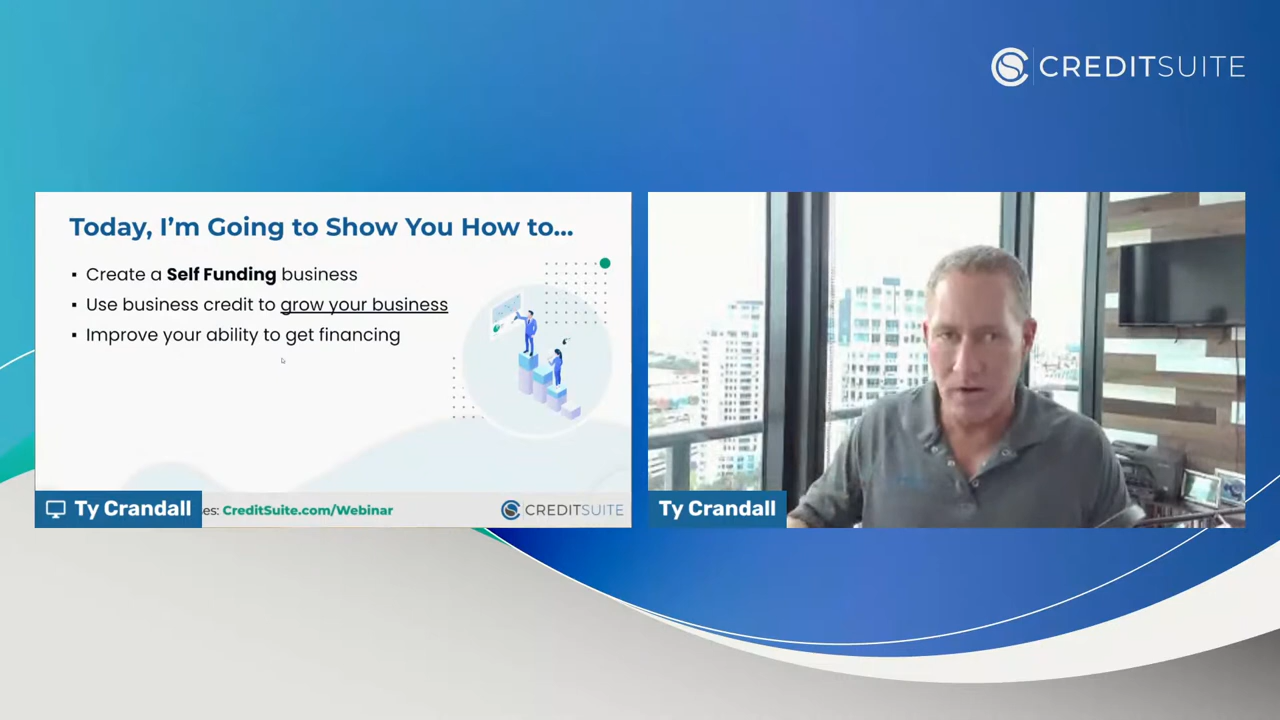 CREDITSUITE
Today, I'm Going to Show You How to...
▪ Create a Self Funding business
▪ Use business credit to grow your business
▪ Improve your ability to get financing
Ty Crandall
es: CreditSuite.com/Webinar
CREDITSUITE
Ty Crandall